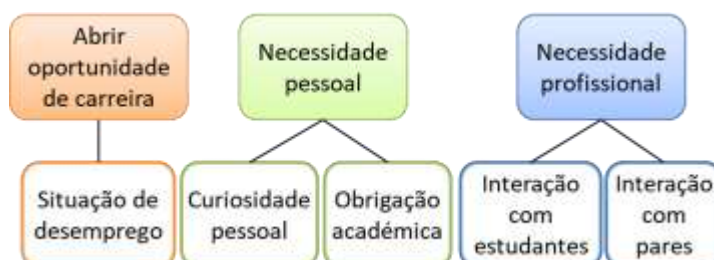 Abrir
oportunidade
de carreira
Necessidade
pessoal
Necessidade
profissional
Situação de
desemprego
Curiosidade
pessoal
Obrigação
académica
Interação
com
estudantes
Interação
com
pares